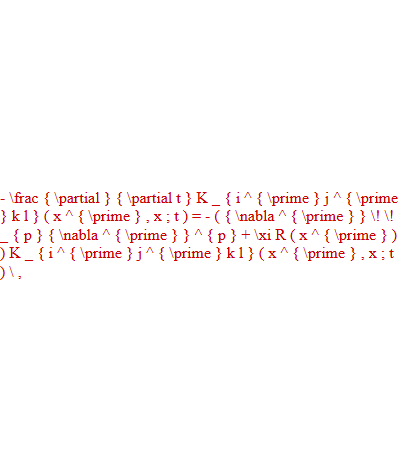 - \frac { \partial } { \partial t } K _ { i ^ { \prime } j ^ { \prime
} k l } ( x ^ { \prime } , x ; t ) = - ( { \nabla ^ { \prime } } \! \!
_ { p } { \nabla ^ { \prime } } ^ { p } + \xi R ( x ^ { \prime } )
) K _ { i ^ { \prime } j ^ { \prime } k l } ( x ^ { \prime } , x ; t
) \ ,